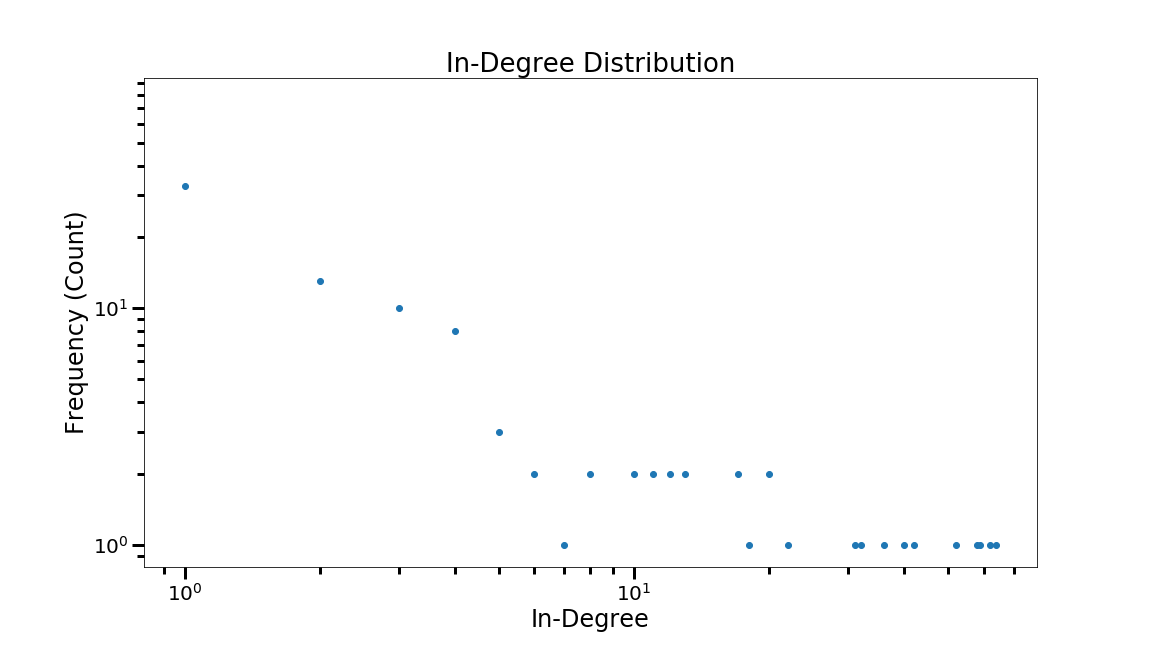 In-Degree Distribution
Frequency (Count)
10¹
10⁰
10⁰ 10¹
In-Degree